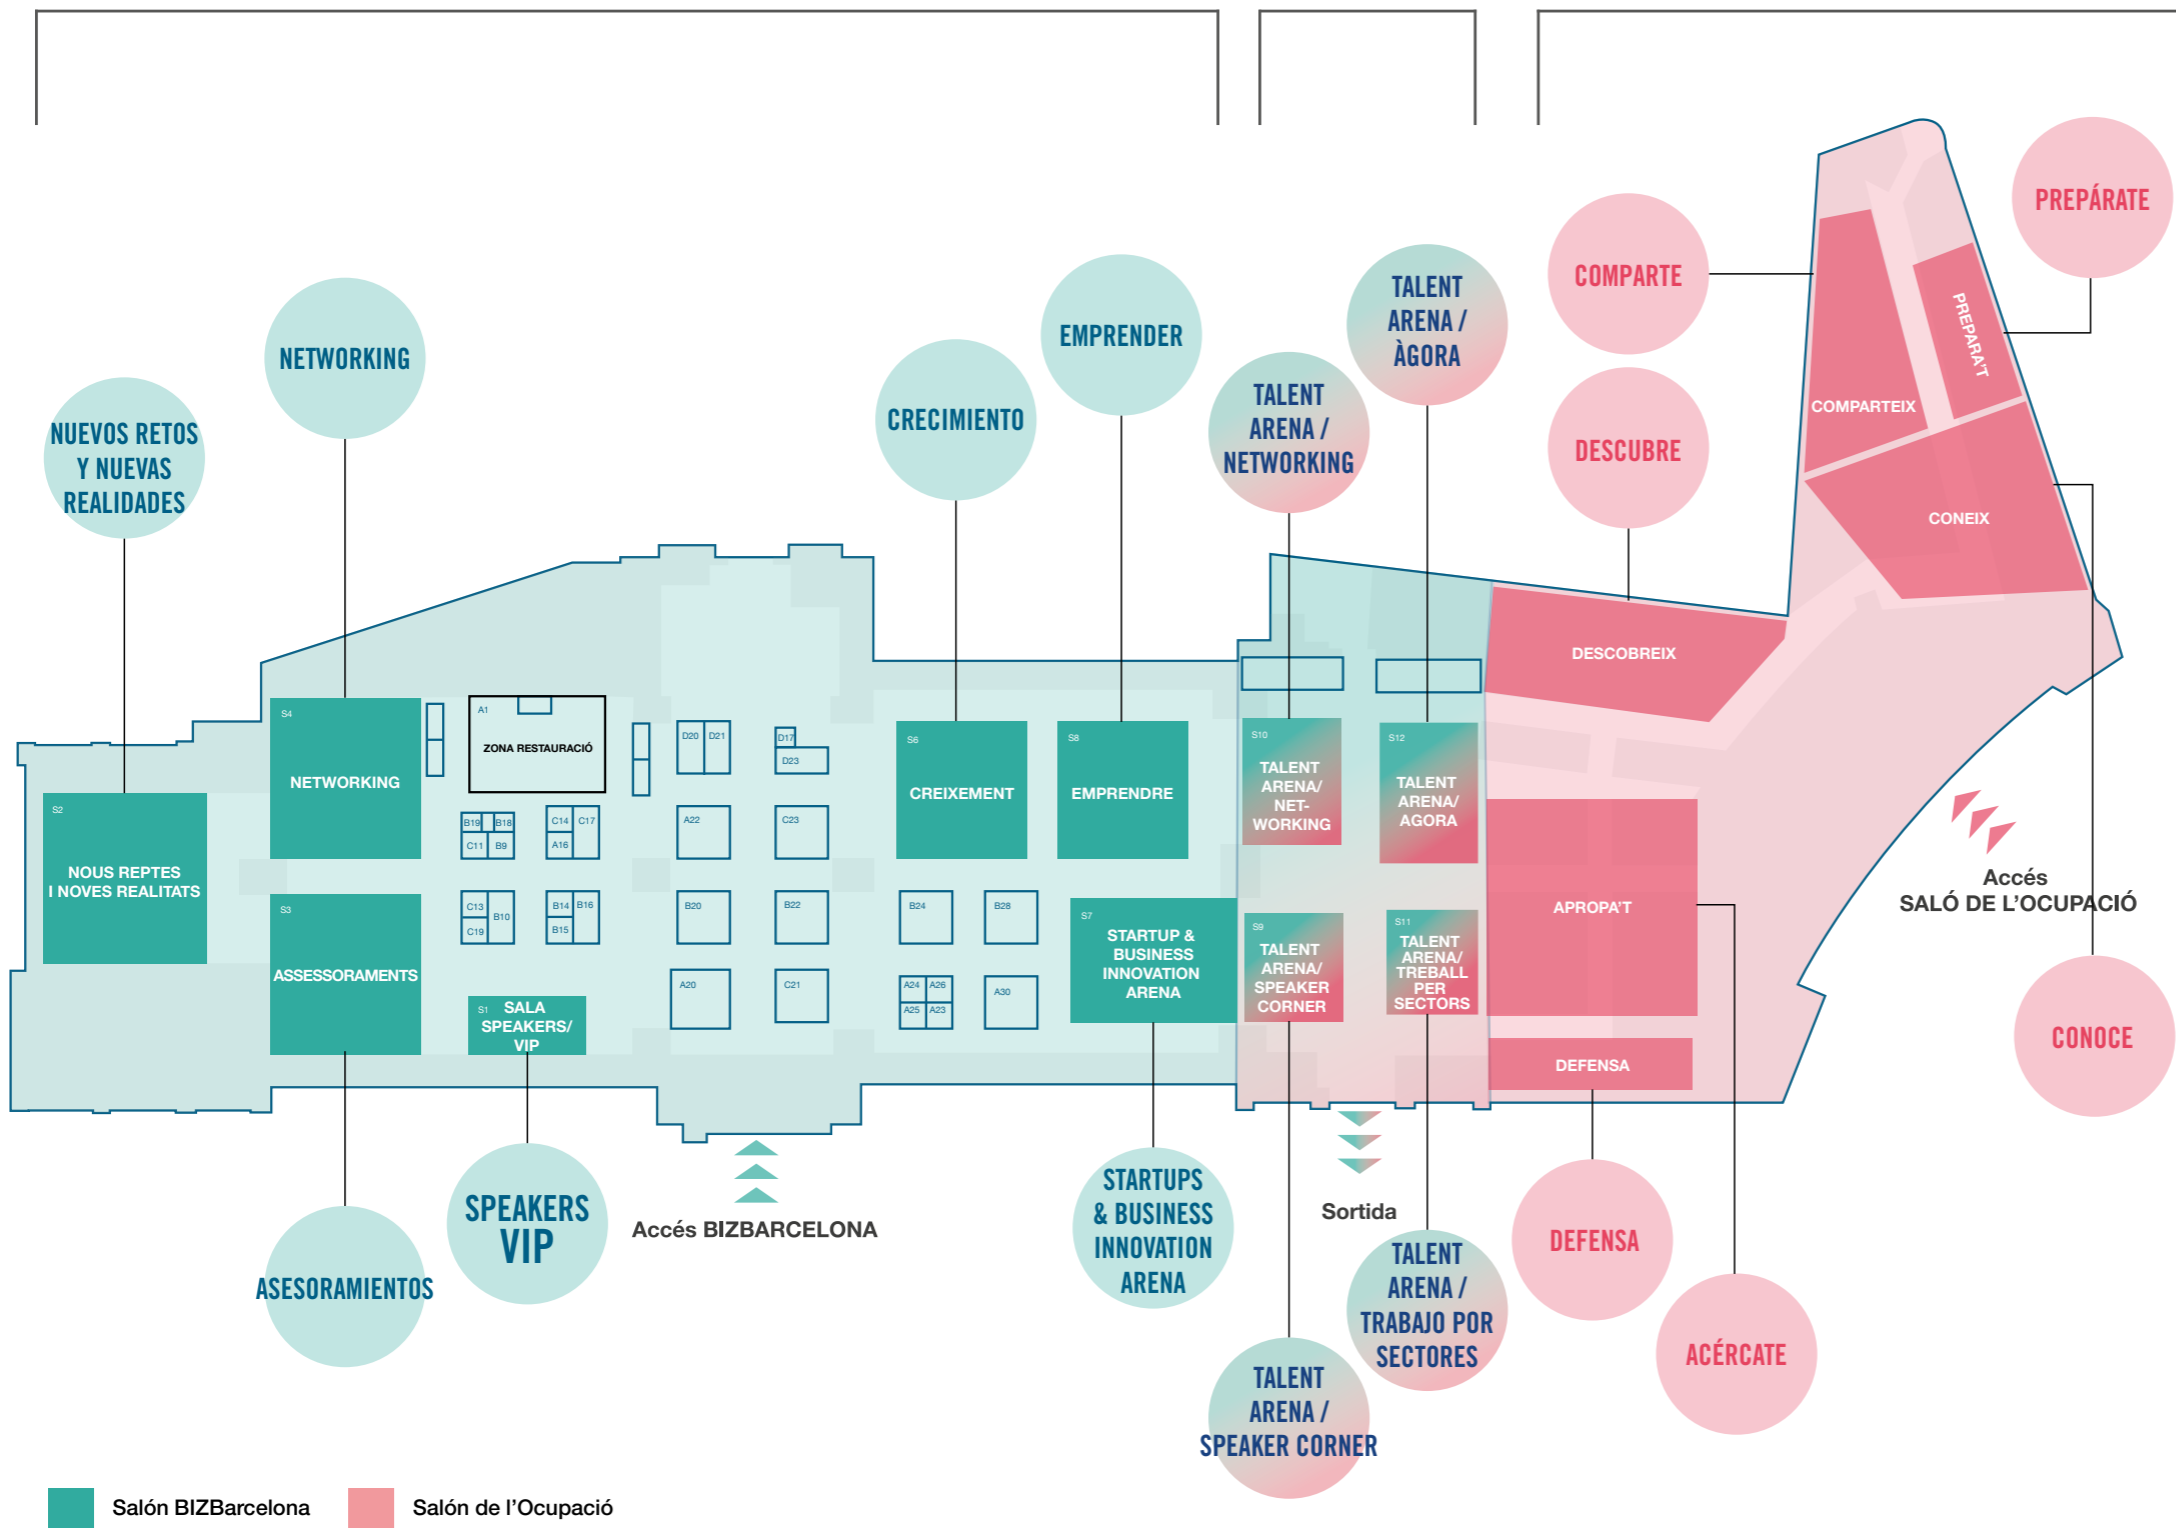 PREPÁRATE
COMPARTE
TALENT
ARENA /
ÀGORA
EMPRENDER
NETWORKING
CRECIMIENTO
TALENT
ARENA /
NETWORKING
DESCUBRE
NUEVOS RETOS
Y NUEVAS
REALIDADES
PREPARA'T
COMPARTEIX
CONEIX
DESCOBREIX
S4
NETWORKING
A1
ZONA RESTAURACIÓ
D20
D21
D17
D23
S6
CREIXEMENT
S8
EMPRENDRE
S10
TALENT
ARENA/
NET-
WORKING
S12
TALENT
ARENA/
AGORA
S2
NOUS REPTES
I NOVES REALITATS
B19
B18
C11
B9
C14
C17
A16
A22
C23
S3
ASSESSORAMENTS
C13
B10
C19
B14
B16
B15
B20
B22
B24
B28
S7
STARTUP &
BUSINESS
INNOVATION
ARENA
S9
TALENT
ARENA/
SPEAKER
CORNER
S11
TALENT
ARENA/
TREBALL
PER
SECTORS
APROPA'T
Accés
SALÓ DE L'OCUPACIÓ
S1
SALA
SPEAKERS/
VIP
A20
C21
A24
A26
A25
A23
A30
DEFENSA
CONOCE
SPEAKERS
VIP
Accés BIZBARCELONA
STARTUPS
& BUSINESS
INNOVATION
ARENA
Sortida
DEFENSA
ASESORAMIENTOS
TALENT
ARENA /
TRABAJO POR
SECTORES
ACÉRCATE
TALENT
ARENA /
SPEAKER CORNER
Salón BIZBarcelona
Salón de l'Ocupació